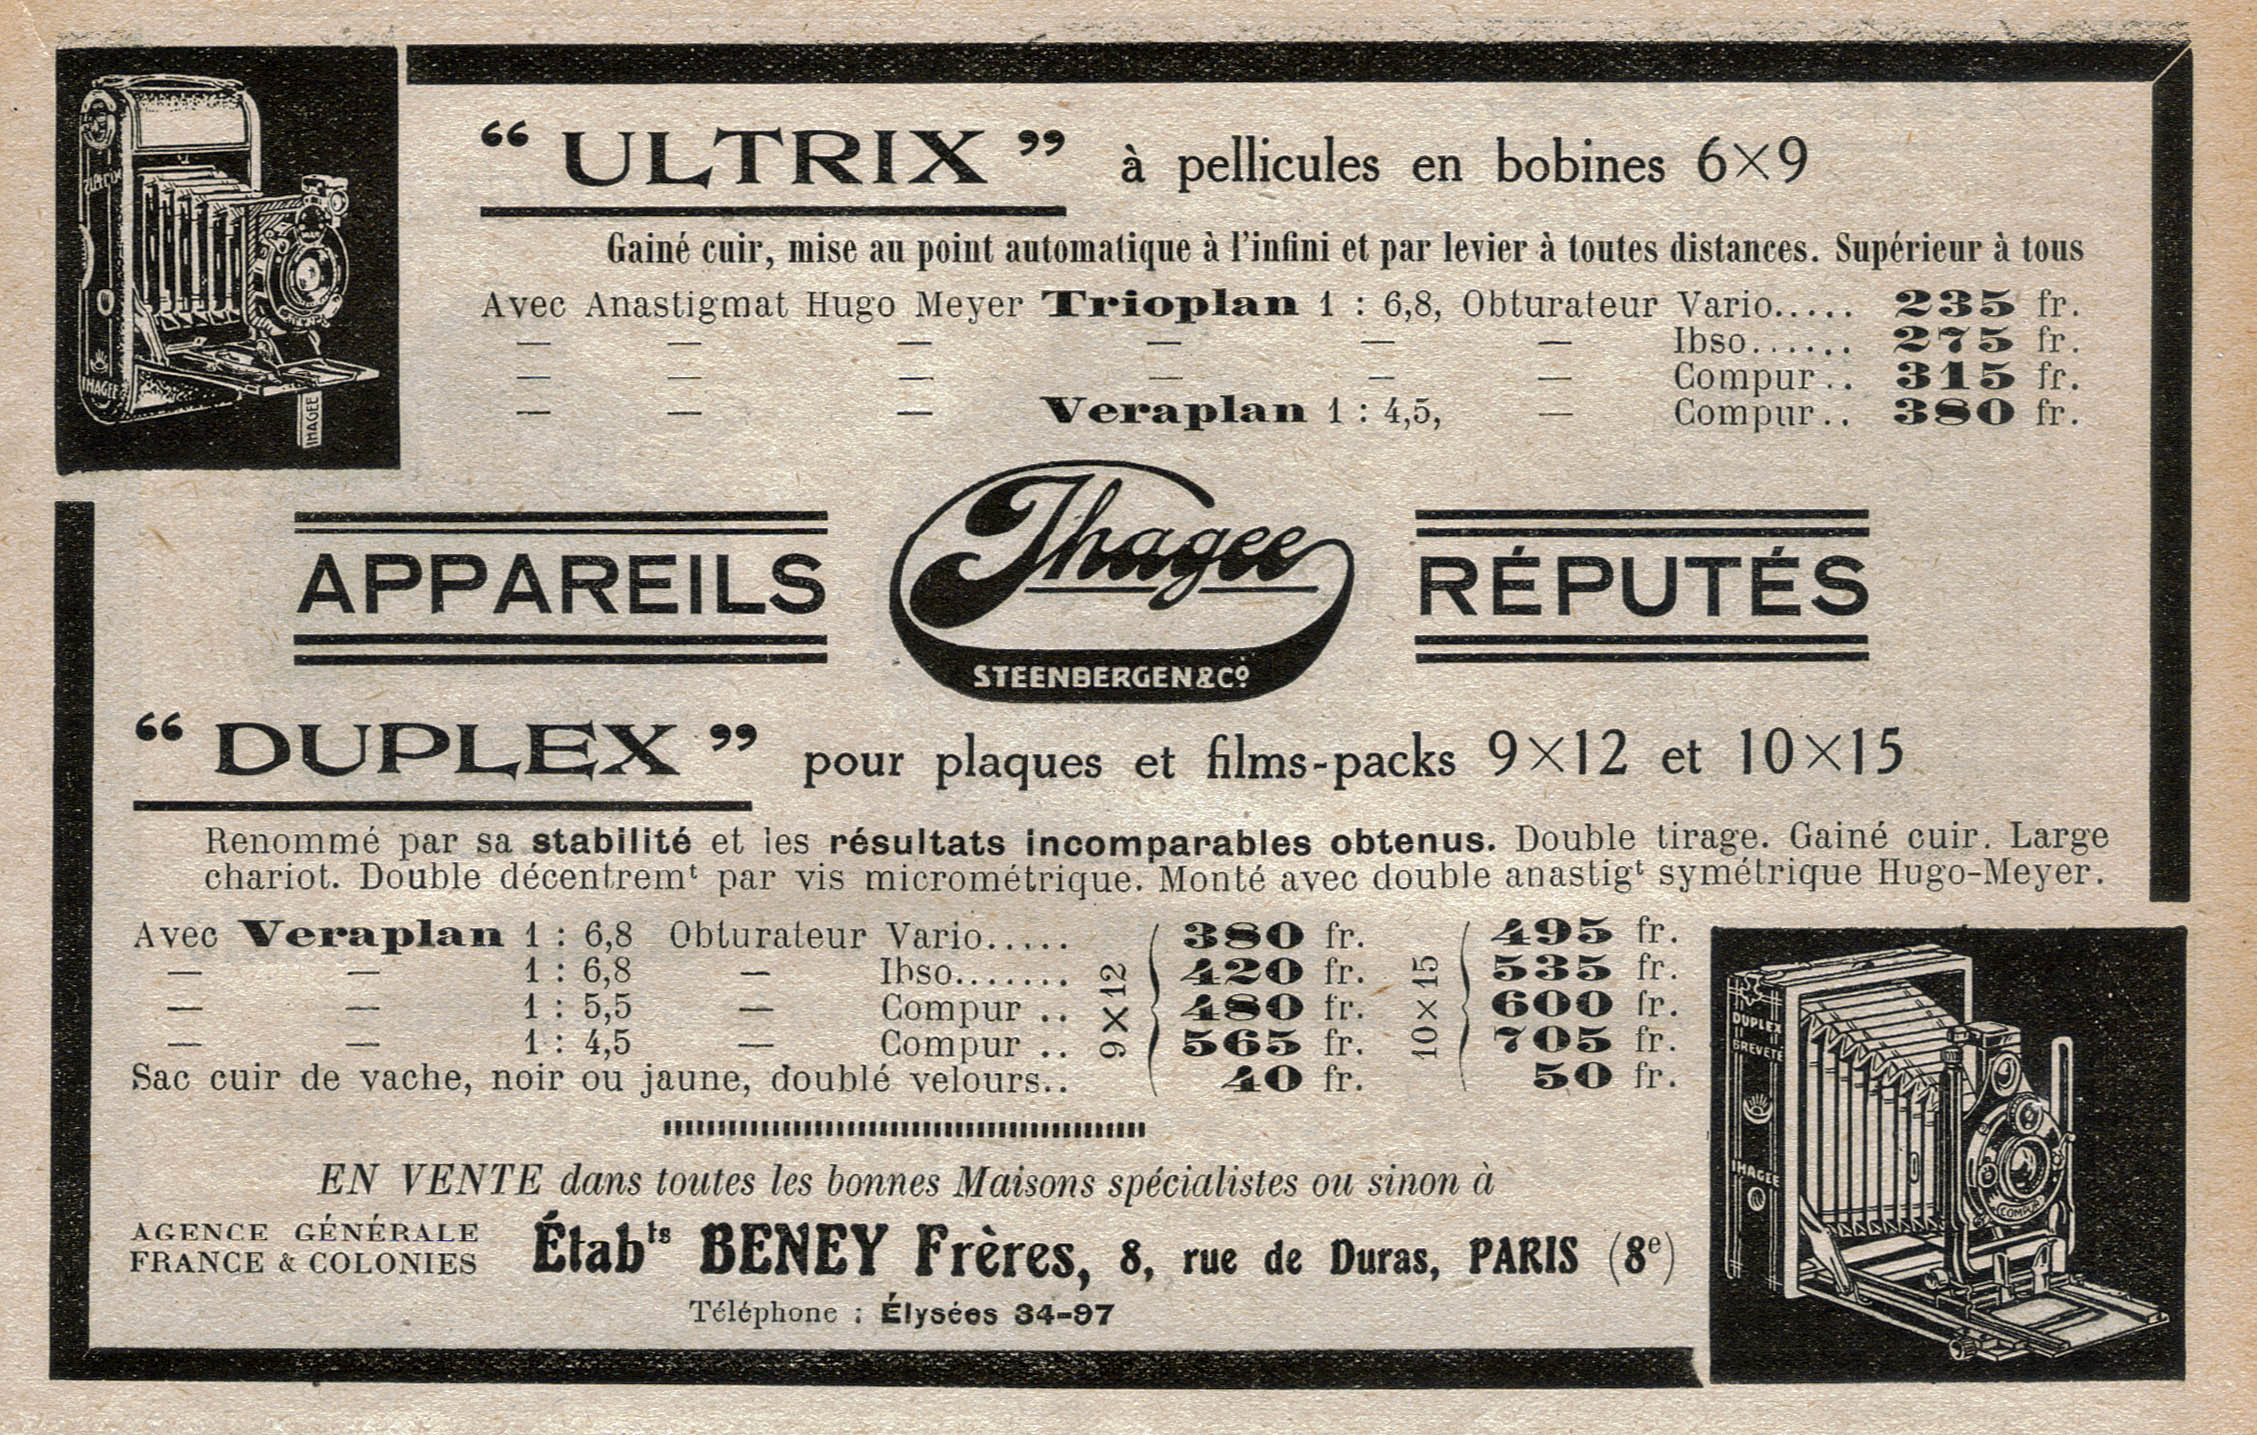 “ ULTRIX ” à pellicules en bobines 6×9
Gainé cuir, mise au point automatique à l'infini et par levier à toutes distances. Supérieur à tous
Avec Anastigmat Hugo Meyer Trioplan 1 : 6,8, Obturateur Vario..... 235 fr.
— — — — — — Ibso...... 275 fr.
— — — — — — Compur.. 315 fr.
— — — Veraplan 1 : 4,5, — Compur.. 380 fr.
ULTRIX
IHAGEE
IHAGEE
APPAREILS Ihagee RÉPUTÉS
STEENBERGEN & Cº
“ DUPLEX ” pour plaques et films-packs 9×12 et 10×15
Renommé par sa stabilité et les résultats incomparables obtenus. Double tirage. Gainé cuir. Large
chariot. Double décentremᵗ par vis micrométrique. Monté avec double anastigᵗ symétrique Hugo-Meyer.
Avec Veraplan 1 : 6,8 Obturateur Vario..... 380 fr. 495 fr.
— — 1 : 6,8 — Ibso....... 420 fr. 535 fr.
— — 1 : 5,5 — Compur .. 480 fr. 600 fr.
— — 1 : 4,5 — Compur .. 565 fr. 705 fr.
Sac cuir de vache, noir ou jaune, doublé velours.. 40 fr. 50 fr.
9×12
10×15
DUPLEX
BREVETÉ
IHAGEE
COMPUR
EN VENTE dans toutes les bonnes Maisons spécialistes ou sinon à
AGENCE GÉNÉRALE
FRANCE & COLONIES
Étabᵗˢ BENEY Frères, 8, rue de Duras, PARIS (8ᵉ)
Téléphone : Élysées 34-97